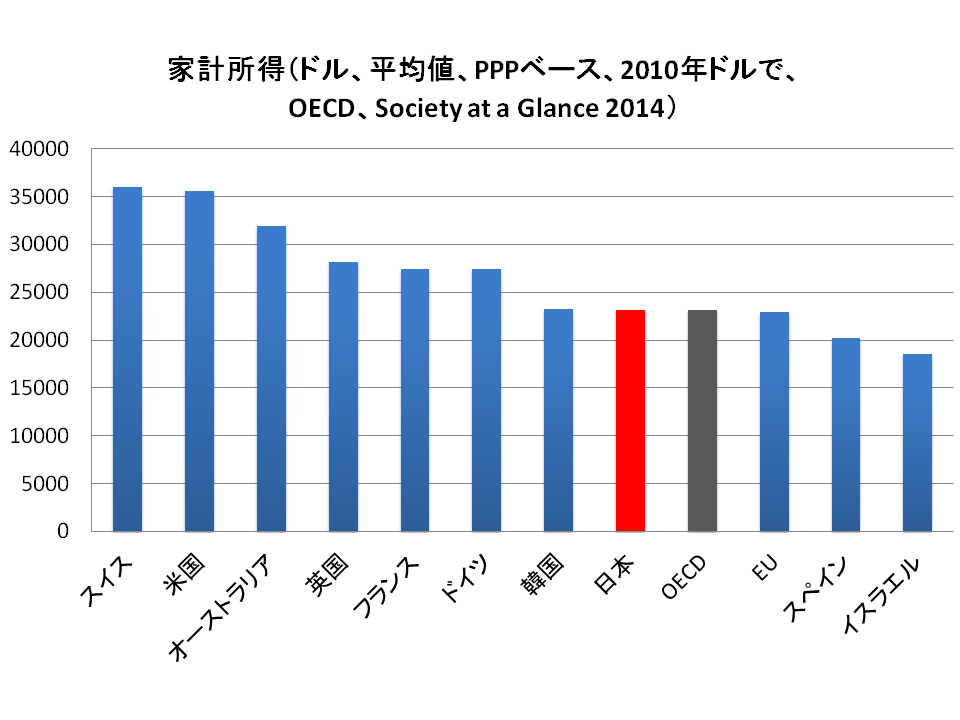 家計所得（ドル、平均値、PPPベース、2010年ドルで、
OECD、Society at a Glance 2014）
40000
35000
30000
25000
20000
15000
10000
5000
0
スイス
米国
オーストラリア
英国
フランス
ドイツ
韓国
日本
OECD
EU
スペイン
イスラエル